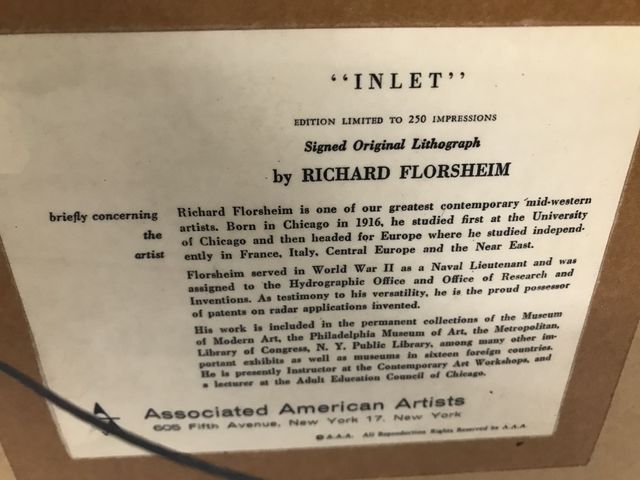 “INLET”
EDITION LIMITED TO 250 IMPRESSIONS
Signed Original Lithograph
by RICHARD FLORSHEIM
briefly concerning
the
artist
Richard Florsheim is one of our greatest contemporary mid-western
artists. Born in Chicago in 1916, he studied first at the University
of Chicago and then headed for Europe where he studied independ-
ently in France, Italy, Central Europe and the Near East.
Florsheim served in World War II as a Naval Lieutenant and was
assigned to the Hydrographic Office and Office of Research and
Inventions. As testimony to his versatility, he is the proud possessor
of patents on radar applications invented.
His work is included in the permanent collections of the Museum
of Modern Art, the Philadelphia Museum of Art, the Metropolitan,
Library of Congress, N. Y. Public Library, among many other im-
portant exhibits as well as museums in sixteen foreign countries.
He is presently Instructor at the Contemporary Art Workshops, and
a lecturer at the Adult Education Council of Chicago.
Associated American Artists
605 Fifth Avenue, New York 17, New York
© A.A.A. All Reproduction Rights Reserved by A.A.A.